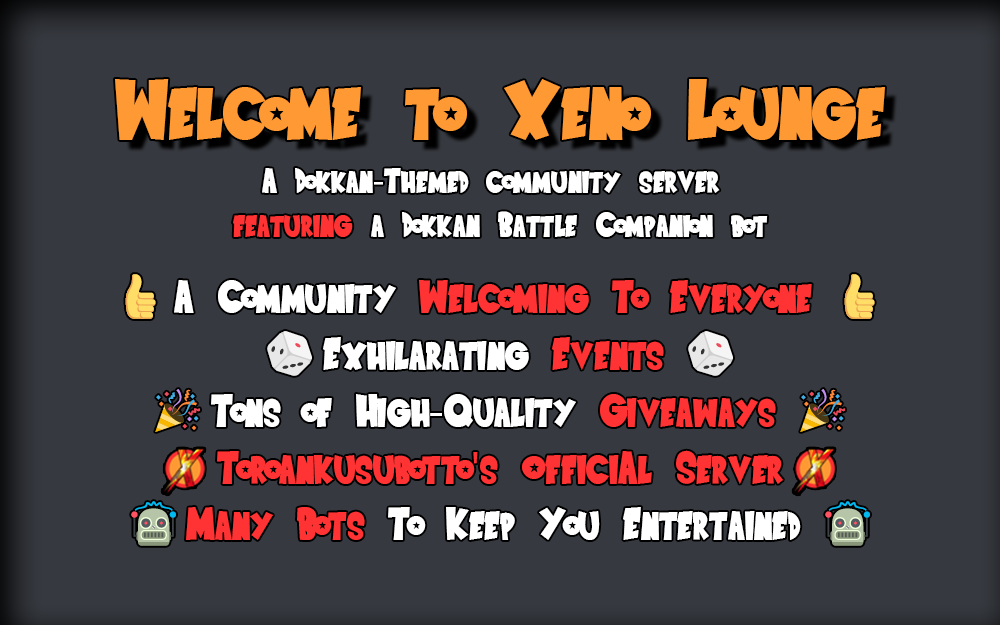 Welcome to Xeno Lounge
A Dokkan-Themed Community Server
Featuring a Dokkan Battle Companion Bot
A Community Welcoming To Everyone
Exhilarating Events
Tons of High-Quality Giveaways
Toroankusubotto's Official Server
Many Bots To Keep You Entertained